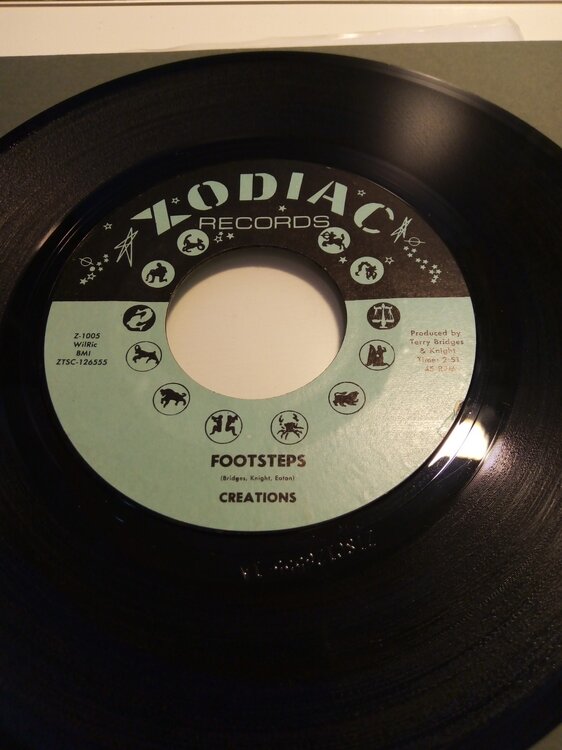 ZODIAC
RECORDS
Z-1005
WilRic
BMI
ZTSC-126555
Produced by
Terry Bridges
& Knight
Time: 2:51
45 RPM
FOOTSTEPS
(Bridges, Knight, Eaton)
CREATIONS